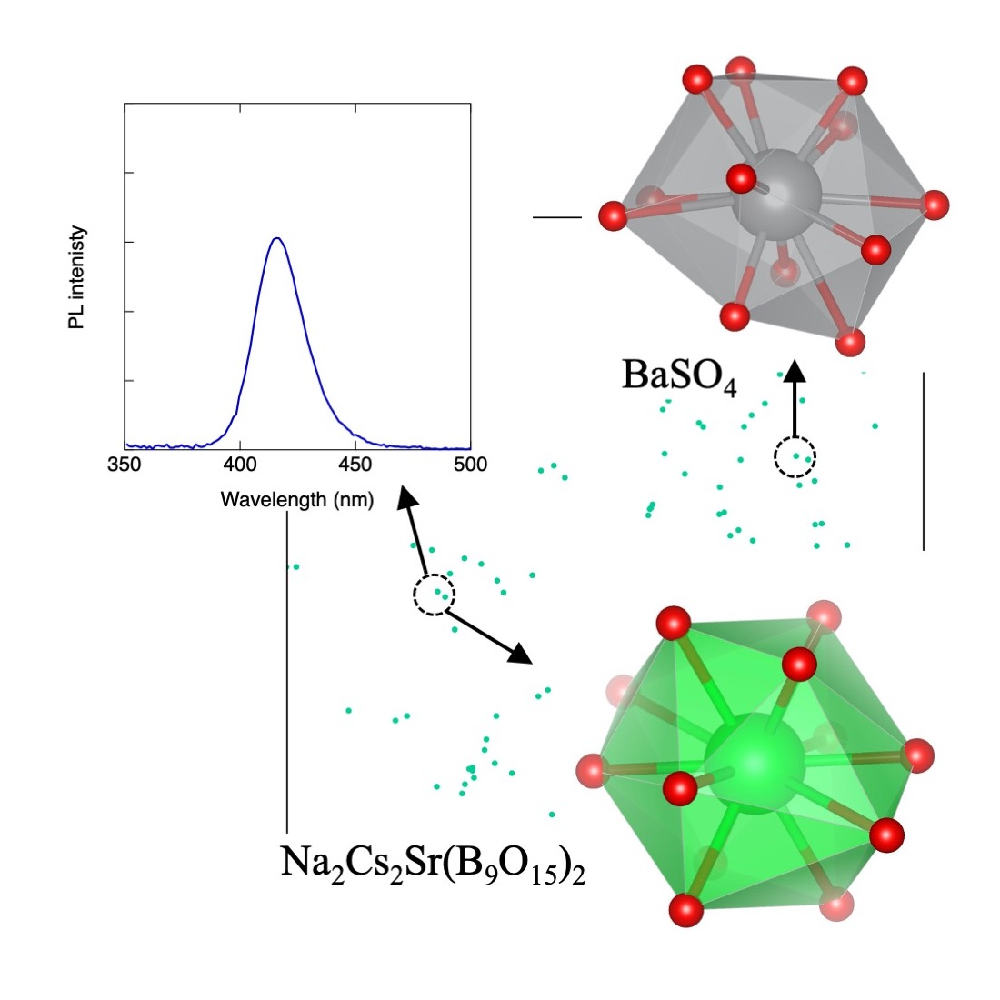 PL intenisty
350 400 450 500
Wavelength (nm)
BaSO₄
Na₂Cs₂Sr(B₉O₁₅)₂